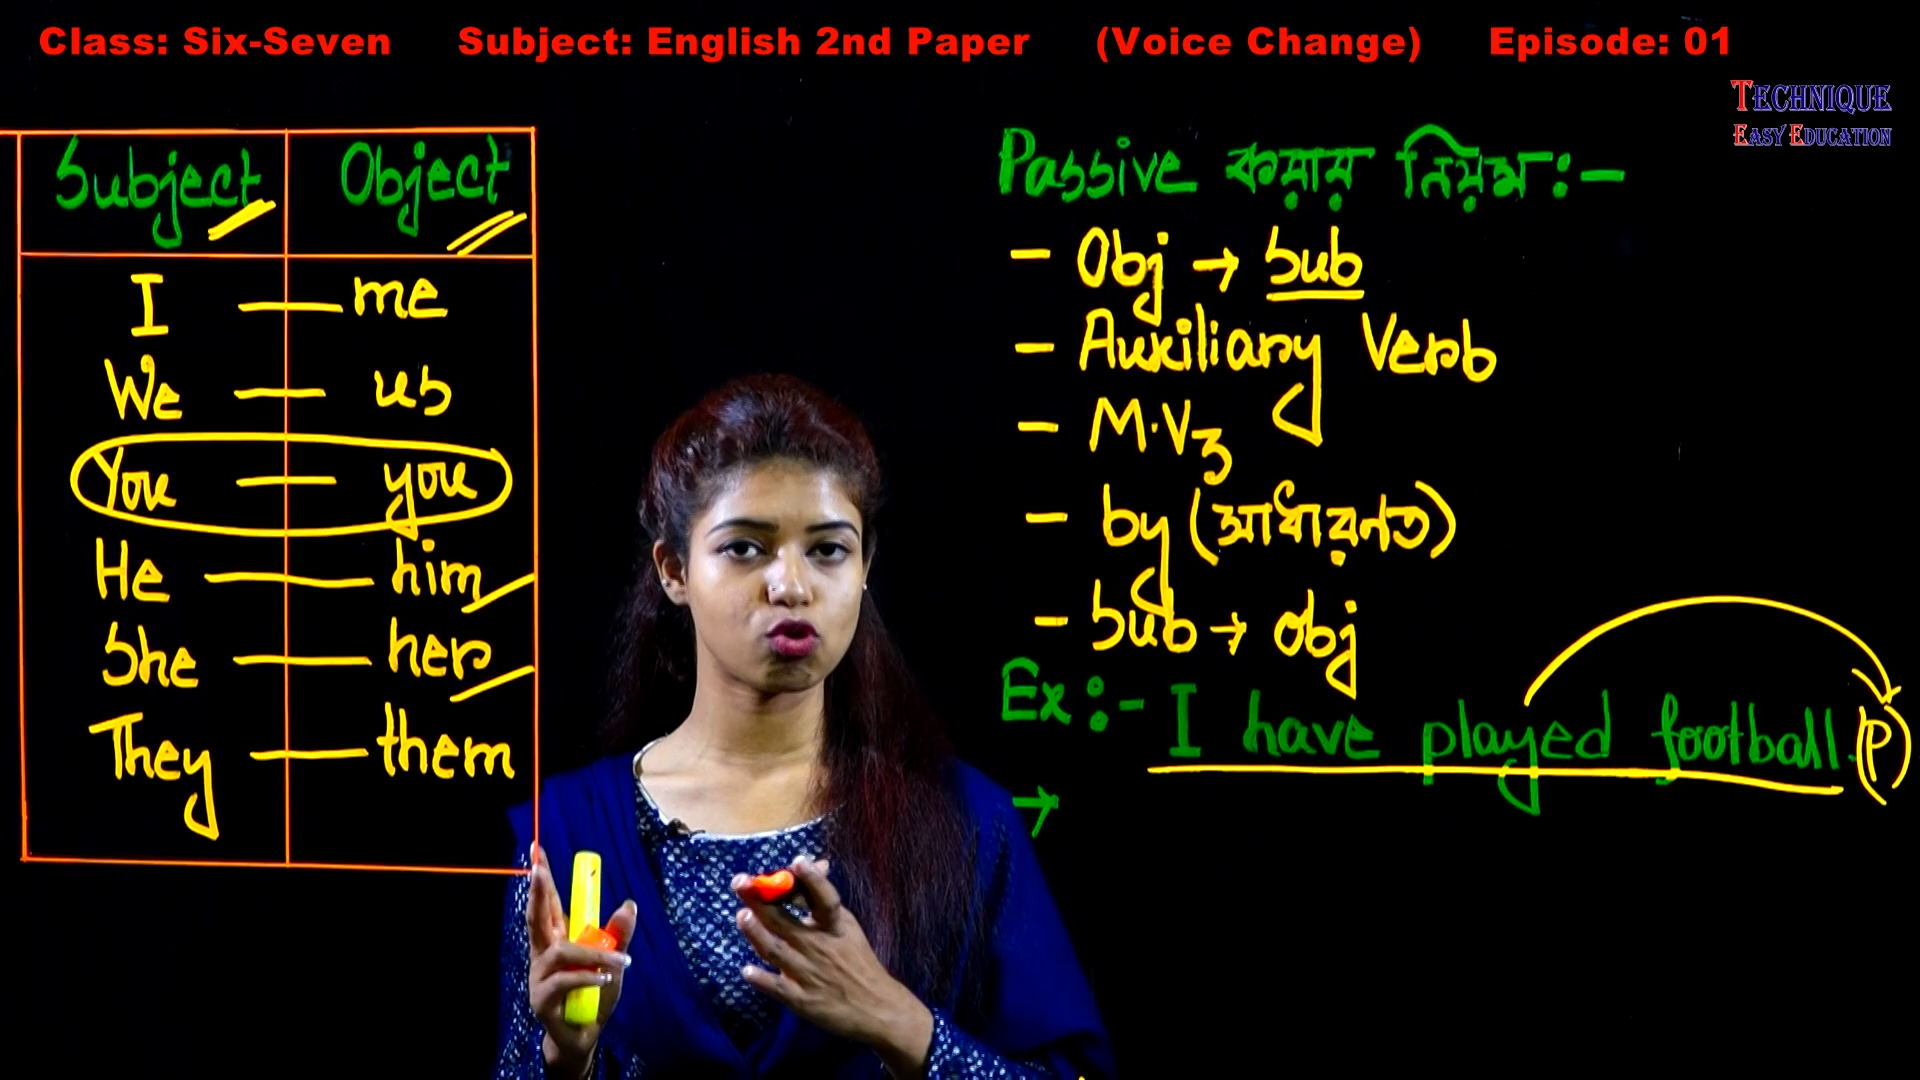 Class: Six-Seven Subject: English 2nd Paper (Voice Change) Episode: 01
TECHNIQUE
EASY EDUCATION
Subject Object
I — me
We — us
You — you
He — him
She — her
They — them
Passive করার নিয়ম :-
- Obj → sub
- Auxiliary Verb
- M.V3
- by (সাধারনত)
- sub → obj
Ex :- I have played football. (P)
→